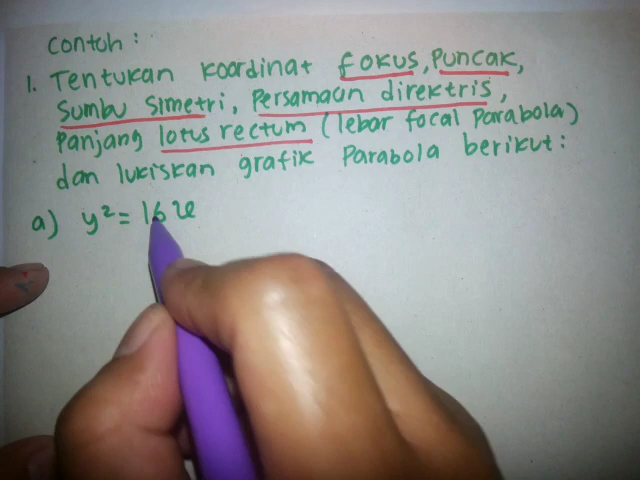 Contoh :
1. Tentukan koordinat fokus, Puncak,
Sumbu Simetri, Persamaan direktris,
Panjang lotus rectum (lebar focal Parabola)
dan lukiskan grafik Parabola berikut:
a) y² = 16x